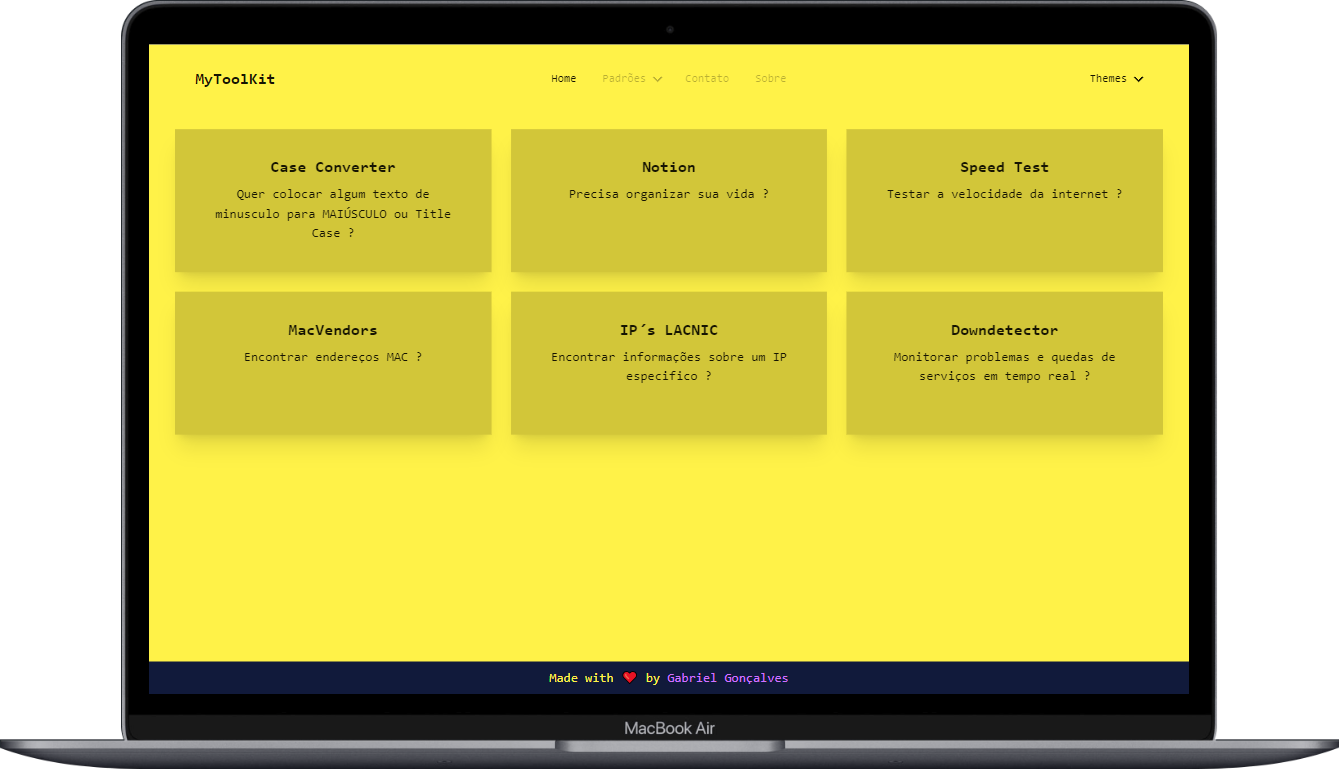 MyToolKit
Home Padrões Contato Sobre
Themes
Case Converter
Quer colocar algum texto de
minusculo para MAIÚSCULO ou Title
Case ?
Notion
Precisa organizar sua vida ?
Speed Test
Testar a velocidade da internet ?
MacVendors
Encontrar endereços MAC ?
IP´s LACNIC
Encontrar informações sobre um IP
especifico ?
Downdetector
Monitorar problemas e quedas de
serviços em tempo real ?
Made with ❤️ by Gabriel Gonçalves
MacBook Air